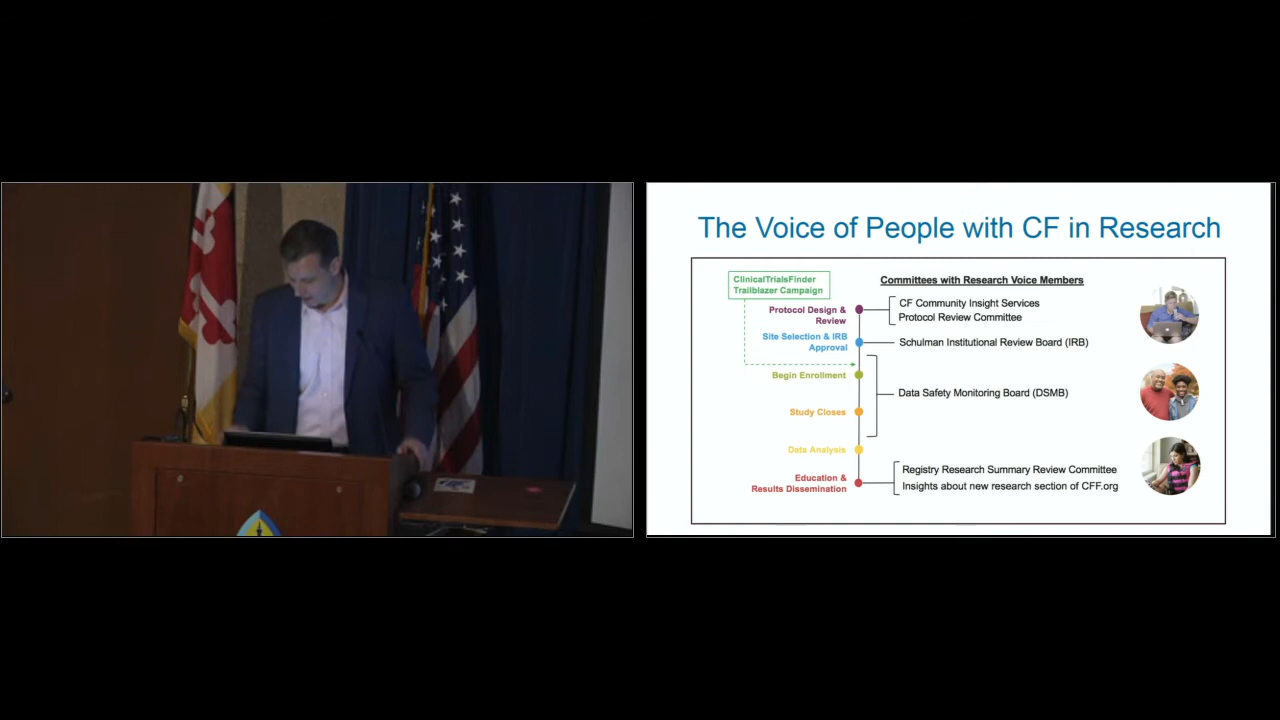 The Voice of People with CF in Research
ClinicalTrialsFinder
Trailblazer Campaign
Committees with Research Voice Members
Protocol Design &
Review
CF Community Insight Services
Protocol Review Committee
Site Selection & IRB
Approval
Schulman Institutional Review Board (IRB)
Begin Enrollment
Data Safety Monitoring Board (DSMB)
Study Closes
Data Analysis
Education &
Results Dissemination
Registry Research Summary Review Committee
Insights about new research section of CFF.org